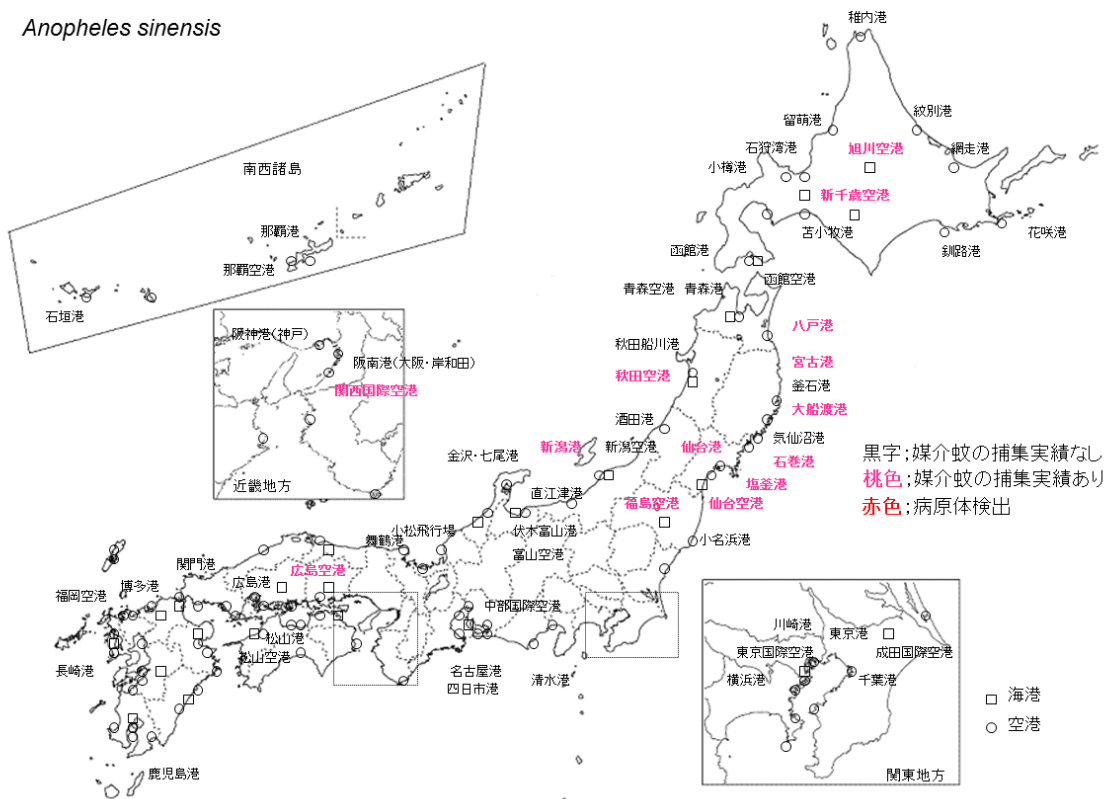 Anopheles sinensis
稚内港
留萌港
紋別港
石狩湾港
旭川空港
網走港
小樽港
新千歳空港
苫小牧港
花咲港
釧路港
函館港
函館空港
南西諸島
那覇港
那覇空港
石垣港
青森空港
青森港
八戸港
秋田船川港
宮古港
秋田空港
釜石港
大船渡港
酒田港
気仙沼港
新潟港
新潟空港
仙台港
石巻港
塩釜港
金沢・七尾港
直江津港
福島空港
仙台空港
小松飛行場
伏木富山港
小名浜港
富山空港
阪神港(神戸)
阪南港(大阪・岸和田)
関西国際空港
近畿地方
黒字;媒介蚊の捕集実績なし
桃色;媒介蚊の捕集実績あり
赤色;病原体検出
舞鶴港
関門港
広島空港
博多港
広島港
福岡空港
中部国際空港
松山港
松山空港
長崎港
名古屋港
四日市港
清水港
鹿児島港
川崎港
東京港
東京国際空港
成田国際空港
横浜港
千葉港
関東地方
海港
空港